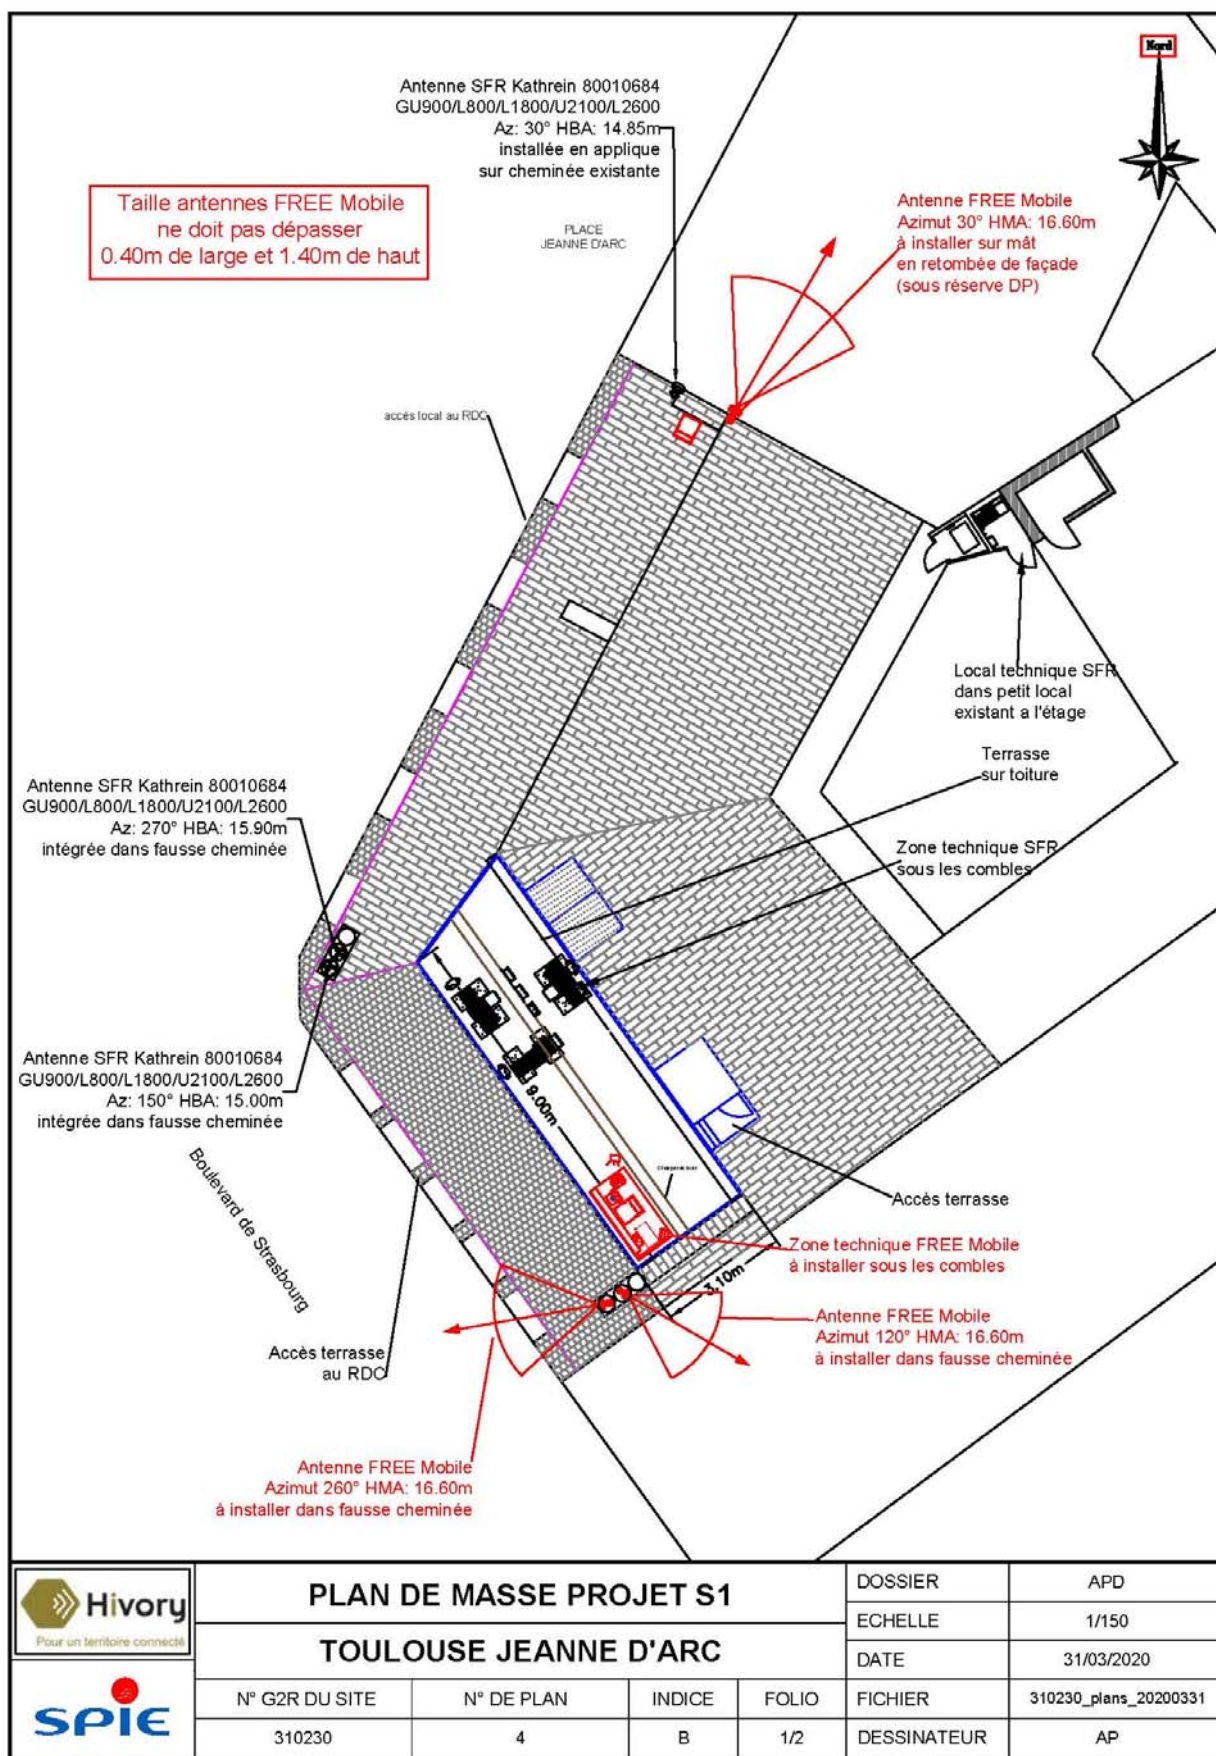 Nord
Antenne SFR Kathrein 80010684
GU900/L800/L1800/U2100/L2600
Az: 30° HBA: 14.85m
installée en applique
sur cheminée existante
Taille antennes FREE Mobile
ne doit pas dépasser
0.40m de large et 1.40m de haut
PLACE
JEANNE D'ARC
Antenne FREE Mobile
Azimut 30° HMA: 16.60m
à installer sur mât
en retombée de façade
(sous réserve DP)
accès local au RDC
Local technique SFR
dans petit local
existant a l'étage
Terrasse
sur toiture
Antenne SFR Kathrein 80010684
GU900/L800/L1800/U2100/L2600
Az: 270° HBA: 15.90m
intégrée dans fausse cheminée
Zone technique SFR
sous les combles
Antenne SFR Kathrein 80010684
GU900/L800/L1800/U2100/L2600
Az: 150° HBA: 15.00m
intégrée dans fausse cheminée
9.00m
Boulevard de Strasbourg
Accès terrasse
Zone technique FREE Mobile
à installer sous les combles
3.10m
Antenne FREE Mobile
Azimut 120° HMA: 16.60m
à installer dans fausse cheminée
Accès terrasse
au RDC
Antenne FREE Mobile
Azimut 260° HMA: 16.60m
à installer dans fausse cheminée
Hivory
Pour un territoire connecté
SPIE
PLAN DE MASSE PROJET S1
TOULOUSE JEANNE D'ARC
N° G2R DU SITE N° DE PLAN INDICE FOLIO
310230 4 B 1/2
DOSSIER APD
ECHELLE 1/150
DATE 31/03/2020
FICHIER 310230_plans_20200331
DESSINATEUR AP